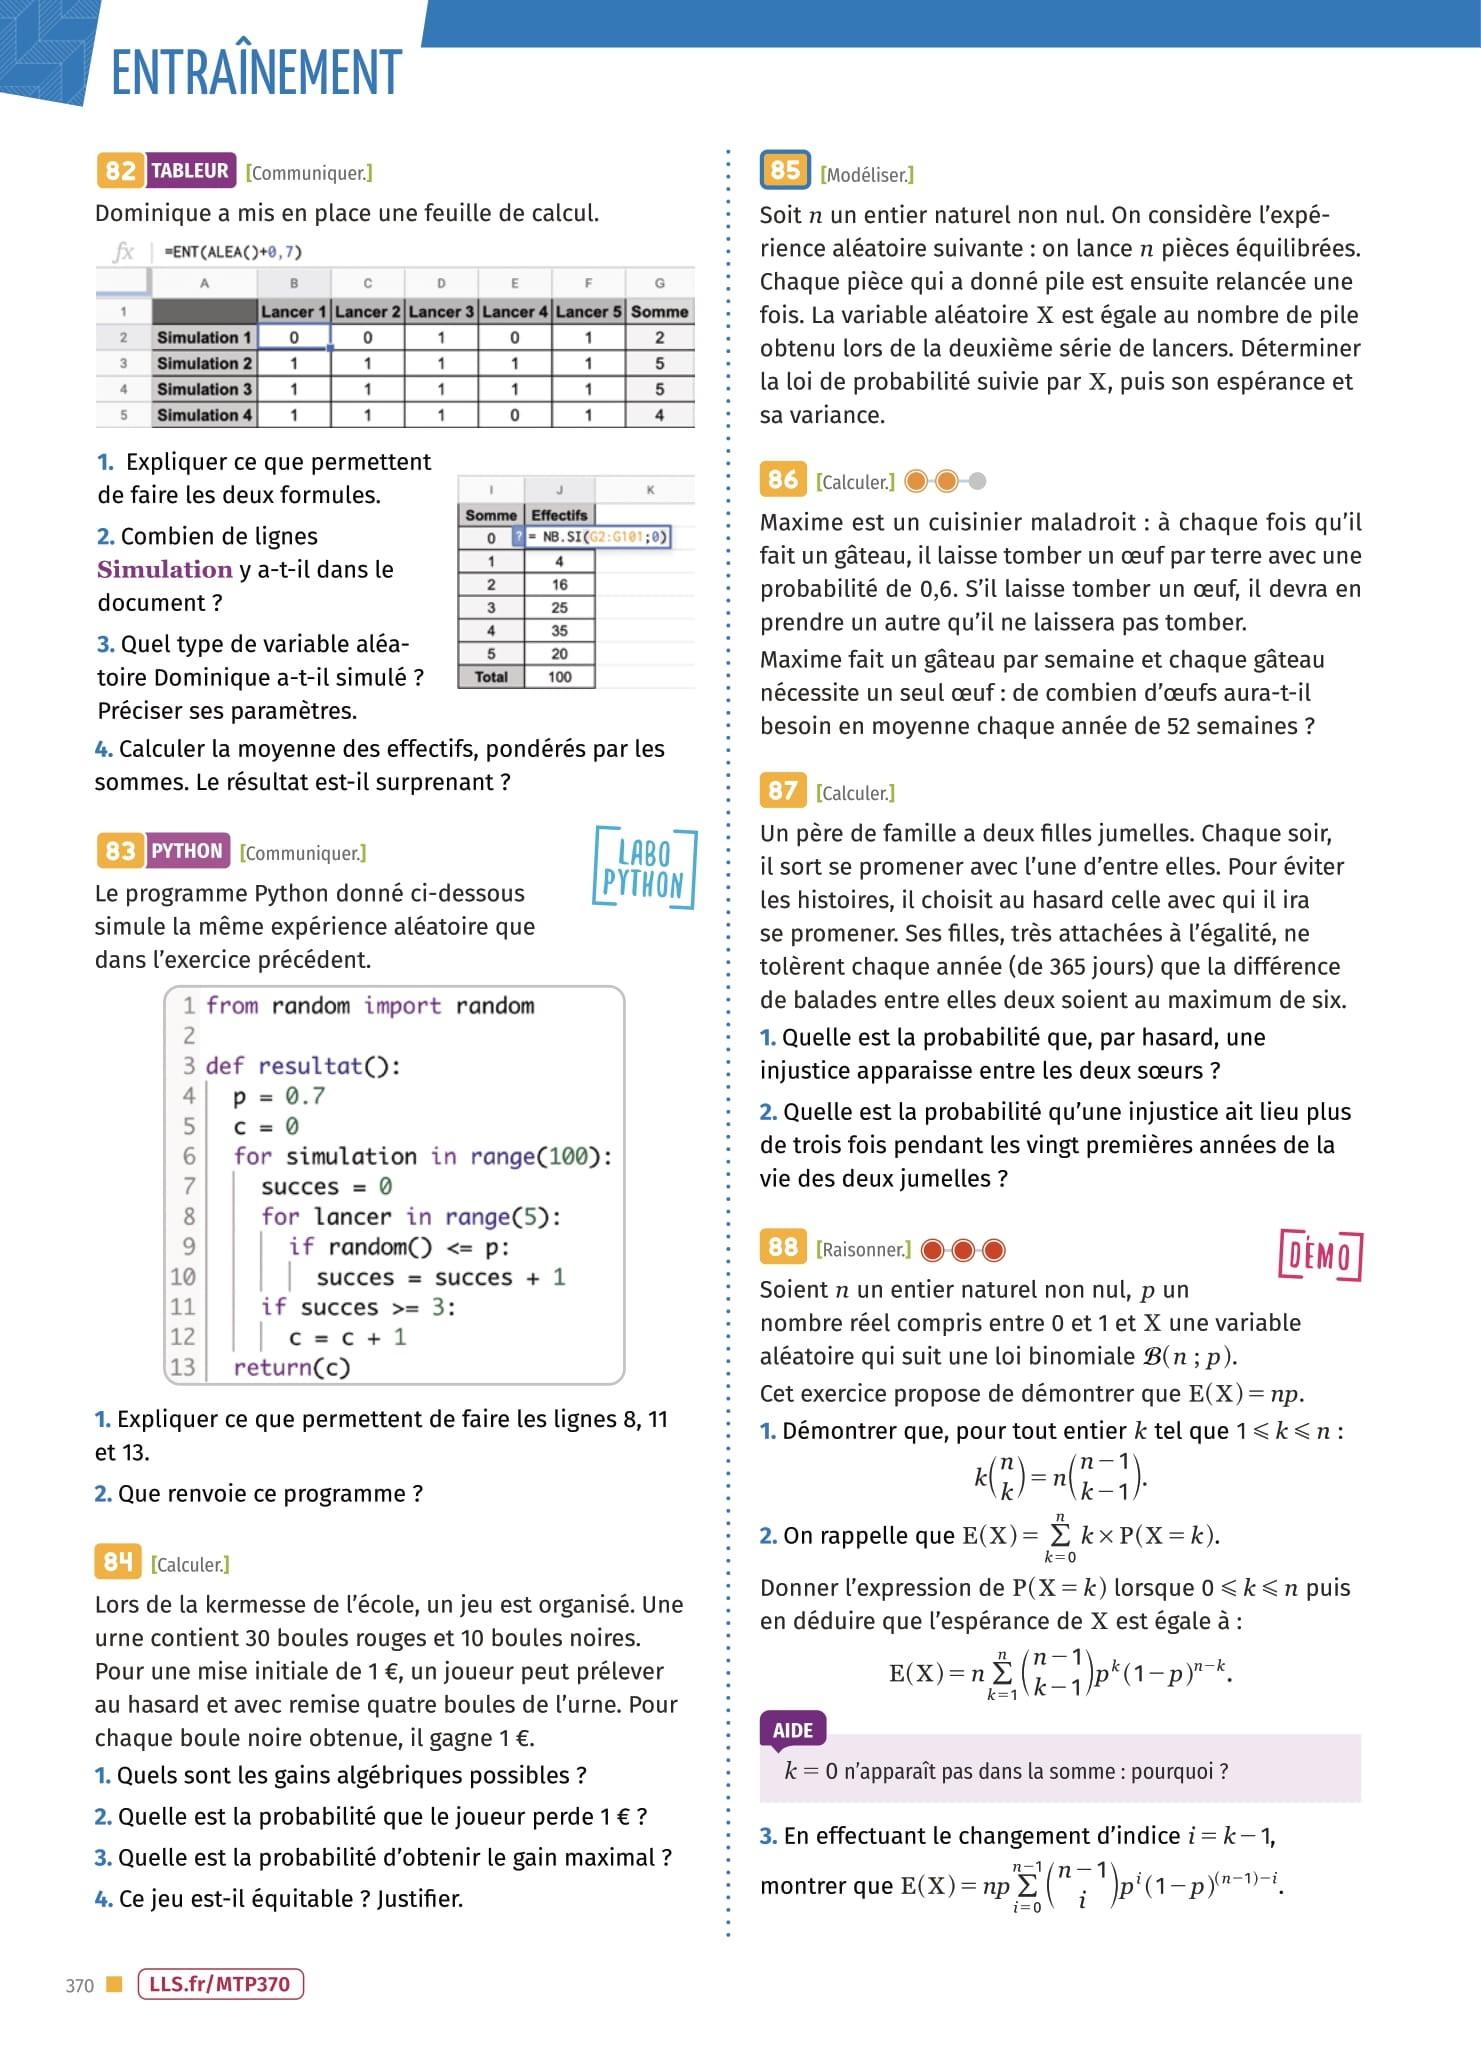 ENTRAÎNEMENT
82 TABLEUR [Communiquer.]
Dominique a mis en place une feuille de calcul.
fx =ENT(ALEA()+0,7)
A B C D E F G
1 Lancer 1 Lancer 2 Lancer 3 Lancer 4 Lancer 5 Somme
2 Simulation 1 0 0 1 0 1 2
3 Simulation 2 1 1 1 1 1 5
4 Simulation 3 1 1 1 1 1 5
5 Simulation 4 1 1 1 0 1 4
1. Expliquer ce que permettent
de faire les deux formules.
2. Combien de lignes
Simulation y a-t-il dans le
document ?
3. Quel type de variable aléa-
toire Dominique a-t-il simulé ?
Préciser ses paramètres.
I J K
Somme Effectifs
0 ? = NB.SI(G2:G101;0)
1 4
2 16
3 25
4 35
5 20
Total 100
4. Calculer la moyenne des effectifs, pondérés par les
sommes. Le résultat est-il surprenant ?
83 PYTHON [Communiquer.]
LABO
PYTHON
Le programme Python donné ci-dessous
simule la même expérience aléatoire que
dans l'exercice précédent.
1 from random import random
2
3 def resultat():
4 p = 0.7
5 c = 0
6 for simulation in range(100):
7 succes = 0
8 for lancer in range(5):
9 if random() <= p:
10 succes = succes + 1
11 if succes >= 3:
12 c = c + 1
13 return(c)
1. Expliquer ce que permettent de faire les lignes 8, 11
et 13.
2. Que renvoie ce programme ?
84 [Calculer.]
Lors de la kermesse de l'école, un jeu est organisé. Une
urne contient 30 boules rouges et 10 boules noires.
Pour une mise initiale de 1 €, un joueur peut prélever
au hasard et avec remise quatre boules de l'urne. Pour
chaque boule noire obtenue, il gagne 1 €.
1. Quels sont les gains algébriques possibles ?
2. Quelle est la probabilité que le joueur perde 1 € ?
3. Quelle est la probabilité d'obtenir le gain maximal ?
4. Ce jeu est-il équitable ? Justifier.
85 [Modéliser.]
Soit n un entier naturel non nul. On considère l'expé-
rience aléatoire suivante : on lance n pièces équilibrées.
Chaque pièce qui a donné pile est ensuite relancée une
fois. La variable aléatoire X est égale au nombre de pile
obtenu lors de la deuxième série de lancers. Déterminer
la loi de probabilité suivie par X, puis son espérance et
sa variance.
86 [Calculer.]
Maxime est un cuisinier maladroit : à chaque fois qu'il
fait un gâteau, il laisse tomber un œuf par terre avec une
probabilité de 0,6. S'il laisse tomber un œuf, il devra en
prendre un autre qu'il ne laissera pas tomber.
Maxime fait un gâteau par semaine et chaque gâteau
nécessite un seul œuf : de combien d'œufs aura-t-il
besoin en moyenne chaque année de 52 semaines ?
87 [Calculer.]
Un père de famille a deux filles jumelles. Chaque soir,
il sort se promener avec l'une d'entre elles. Pour éviter
les histoires, il choisit au hasard celle avec qui il ira
se promener. Ses filles, très attachées à l'égalité, ne
tolèrent chaque année (de 365 jours) que la différence
de balades entre elles deux soient au maximum de six.
1. Quelle est la probabilité que, par hasard, une
injustice apparaisse entre les deux sœurs ?
2. Quelle est la probabilité qu'une injustice ait lieu plus
de trois fois pendant les vingt premières années de la
vie des deux jumelles ?
88 [Raisonner.]
DÉMO
Soient n un entier naturel non nul, p un
nombre réel compris entre 0 et 1 et X une variable
aléatoire qui suit une loi binomiale ℬ(n ; p).
Cet exercice propose de démontrer que E(X) = np.
1. Démontrer que, pour tout entier k tel que 1 ⩽ k ⩽ n :
k(n k) = n(n − 1 k − 1).
2. On rappelle que E(X) = ∑_{k=0}^{n} k × P(X = k).
Donner l'expression de P(X = k) lorsque 0 ⩽ k ⩽ n puis
en déduire que l'espérance de X est égale à :
E(X) = n ∑_{k=1}^{n} (n − 1 k − 1) p^k (1 − p)^{n−k}.
AIDE
k = 0 n'apparaît pas dans la somme : pourquoi ?
3. En effectuant le changement d'indice i = k − 1,
montrer que E(X) = np ∑_{i=0}^{n−1} (n − 1 i) p^i (1 − p)^{(n−1)−i}.
370 LLS.fr/MTP370